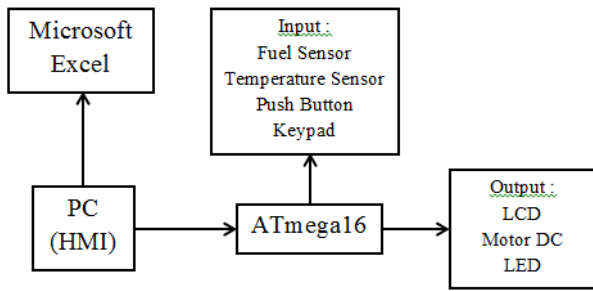 Microsoft
Excel
Input :
Fuel Sensor
Temperature Sensor
Push Button
Keypad
PC
(HMI)
ATmega16
Output :
LCD
Motor DC
LED